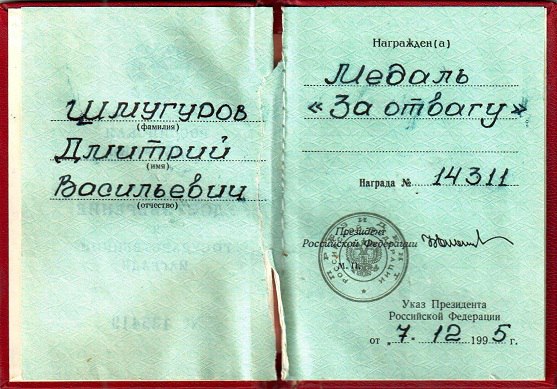 Шмугуров
(фамилия)
Дмитрий
(имя)
Васильевич
(отчество)
Награжден(а)
Медаль
«За отвагу»
Награда № 14311
Президент
Российской Федерации
М. П.
Указ Президента
Российской Федерации
от „7. 12 1995 г.